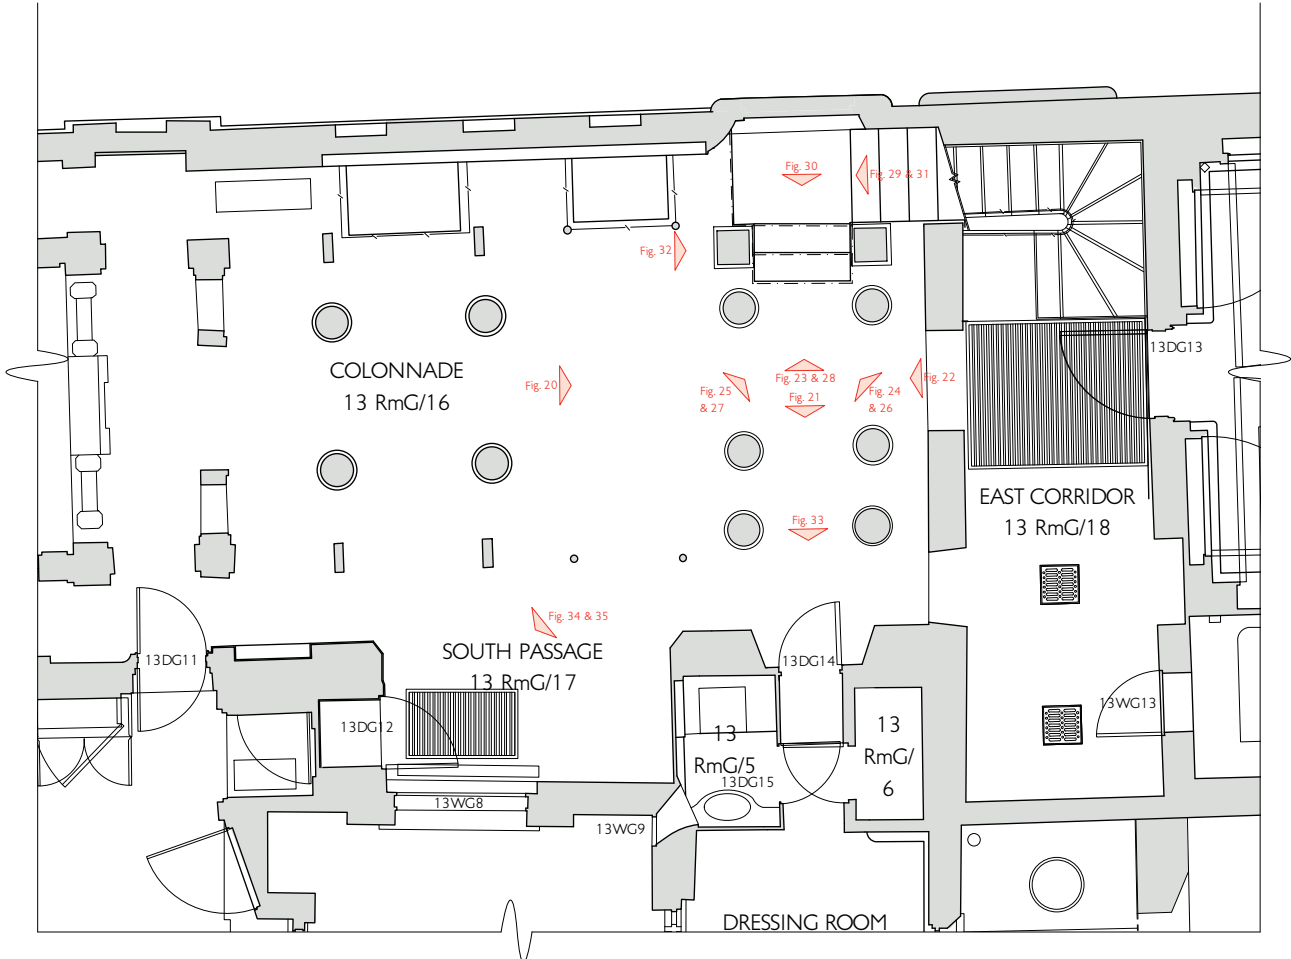 Fig. 30
Fig. 29 & 31
Fig. 32
13DG13
COLONNADE
13 RmG/16
Fig. 20
Fig. 25
& 27
Fig. 23 & 28
Fig. 21
Fig. 24
& 26
Fig. 22
EAST CORRIDOR
13 RmG/18
Fig. 33
Fig. 34 & 35
SOUTH PASSAGE
13 RmG/17
13DG11
13DG14
13DG12
13
RmG/5
13DG15
13
RmG/
6
13WG13
13WG8
13WG9
DRESSING ROOM